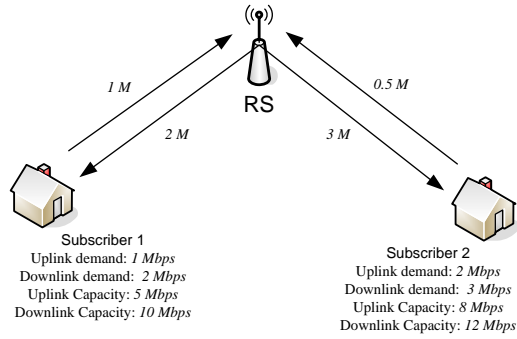 RS
1 M
2 M
3 M
0.5 M
Subscriber 1
Uplink demand: 1 Mbps
Downlink demand: 2 Mbps
Uplink Capacity: 5 Mbps
Downlink Capacity: 10 Mbps
Subscriber 2
Uplink demand: 2 Mbps
Downlink demand: 3 Mbps
Uplink Capacity: 8 Mbps
Downlink Capacity: 12 Mbps